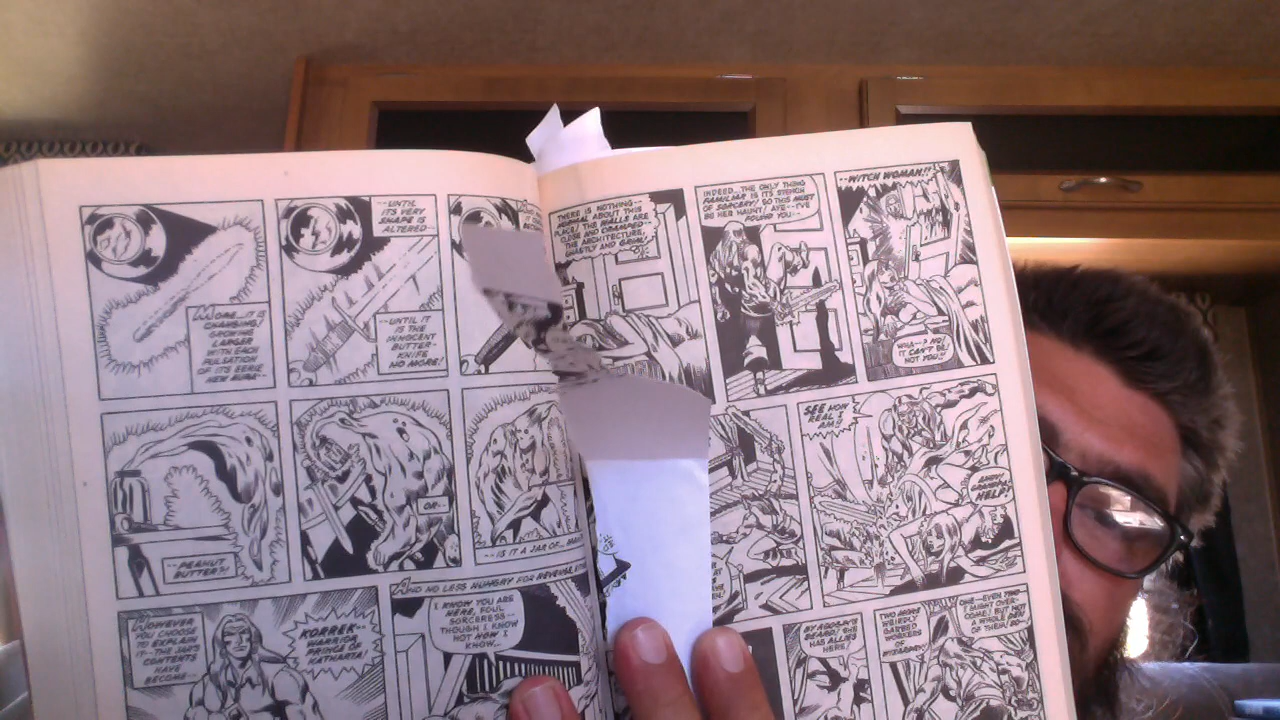 MORE...IT IS
CHANGING!
GROWING
LARGER
WITH EACH
PULSATION
OF ITS EERIE
NEW AURA--
--UNTIL
ITS VERY
SHAPE IS
ALTERED--
--UNTIL IT
IS THE
INNOCENT
BUTTER-
KNIFE
NO MORE!
--PEANUT
BUTTER?!
OR--
--IS IT A JAR OF...
HOWEVER
YOU CHOOSE
TO EXPLAIN
IT-- THE JAR'S
CONTENTS
HAVE
BECOME--
KORREK--
WARRIOR
PRINCE OF
KATHARTA!
AND NO LESS HUNGRY FOR REVENGE
I KNOW YOU ARE
HERE, FOUL
SORCERESS--
THOUGH I KNOW
NOT HOW I
KNOW...
THERE IS NOTHING--
NORMAL ABOUT THIS
PLACE! THE WALLS ARE
CLOSE AND CRAMPED--
THE ARCHITECTURE,
GHASTLY AND GRIM!
INDEED...THE ONLY THING
FAMILIAR IS ITS STENCH
OF SORCERY! SO THIS MUST
BE HER HAUNT! AYE--I'VE
FOUND YOU--
--WITCH WOMAN!!
WHA--? NO!
IT CAN'T BE!
NOT YOU!!
SEE HOW
REAL I
AM!!
HELP!
MY
BEARD! SHE
HAS ALLIES
HERE!
TWO MORE
WEIRDLY
GARBED
WORKERS
OF
WIZARDRY!
ONE--EVEN TWO--
I MIGHT OVER-
COME! BUT NOT
A WHOLE
OF THEM! SO--